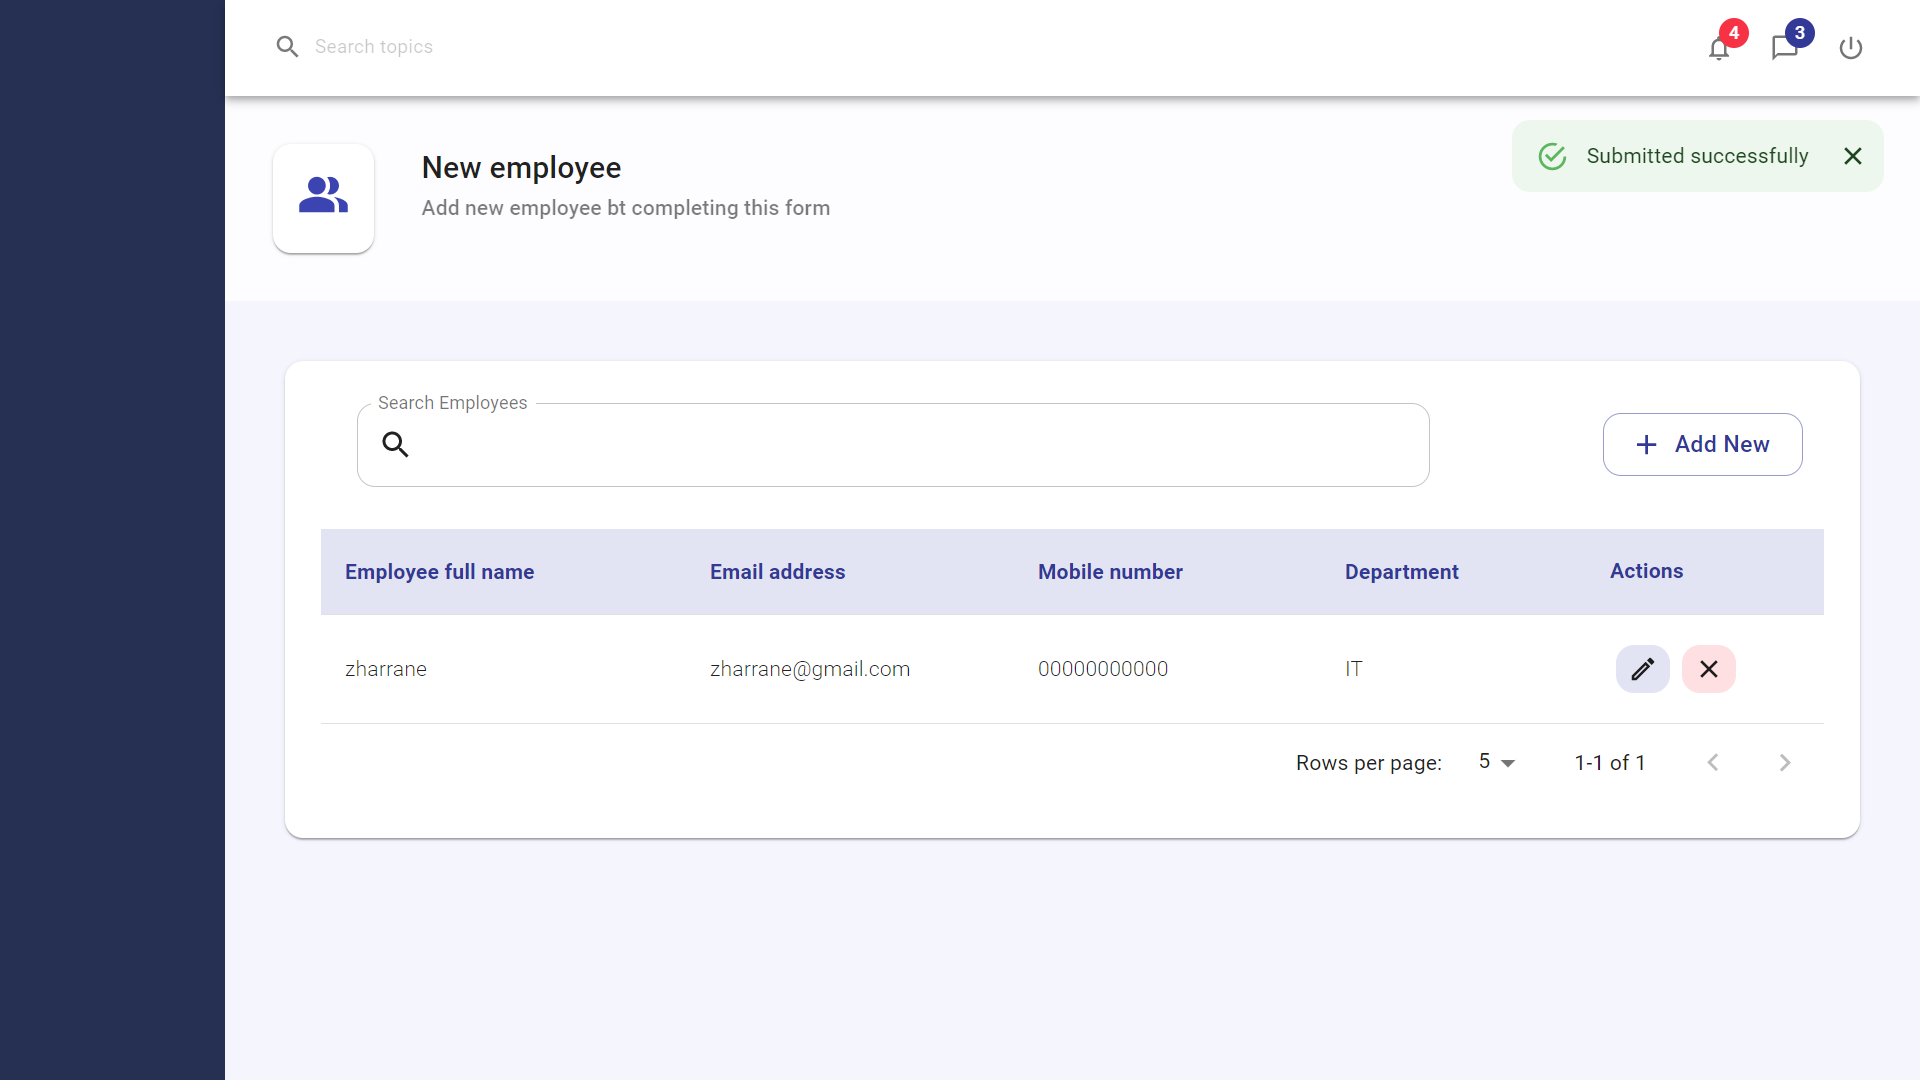 Search topics
4
3
New employee
Add new employee bt completing this form
Submitted successfully
Search Employees
Add New
Employee full name Email address Mobile number Department Actions
zharrane zharrane@gmail.com 00000000000 IT
Rows per page: 5 1-1 of 1